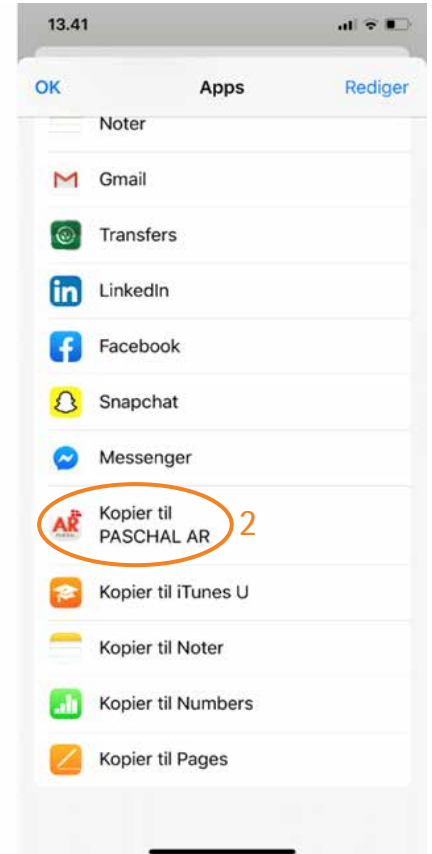 13.41
OK Apps Rediger
Noter
Gmail
Transfers
LinkedIn
Facebook
Snapchat
Messenger
AR Kopier til
PASCHAL AR 2
Kopier til iTunes U
Kopier til Noter
Kopier til Numbers
Kopier til Pages